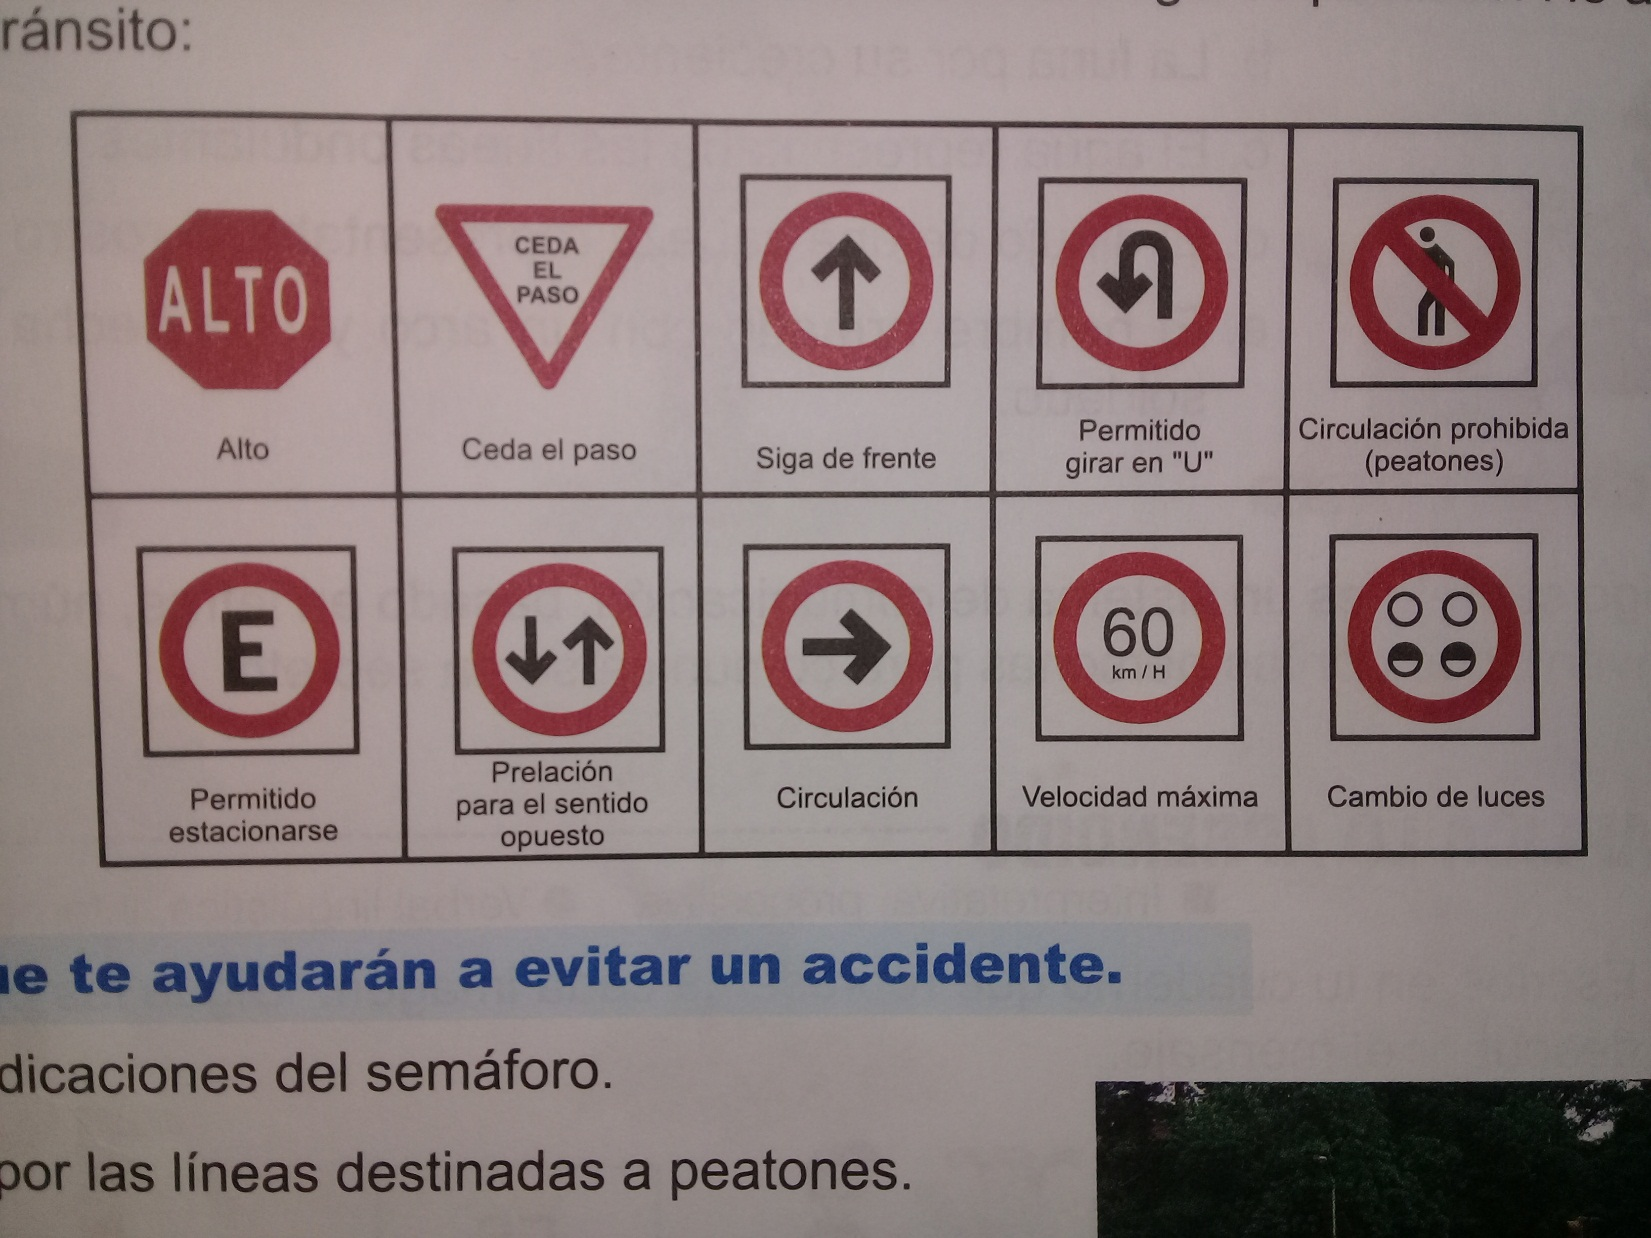 ránsito:
ALTO
Alto
CEDA
EL
PASO
Ceda el paso
Siga de frente
Permitido
girar en "U"
Circulación prohibida
(peatones)
E
Permitido
estacionarse
Prelación
para el sentido
opuesto
Circulación
60
km / H
Velocidad máxima
Cambio de luces
ue te ayudarán a evitar un accidente.
dicaciones del semáforo.
por las líneas destinadas a peatones.